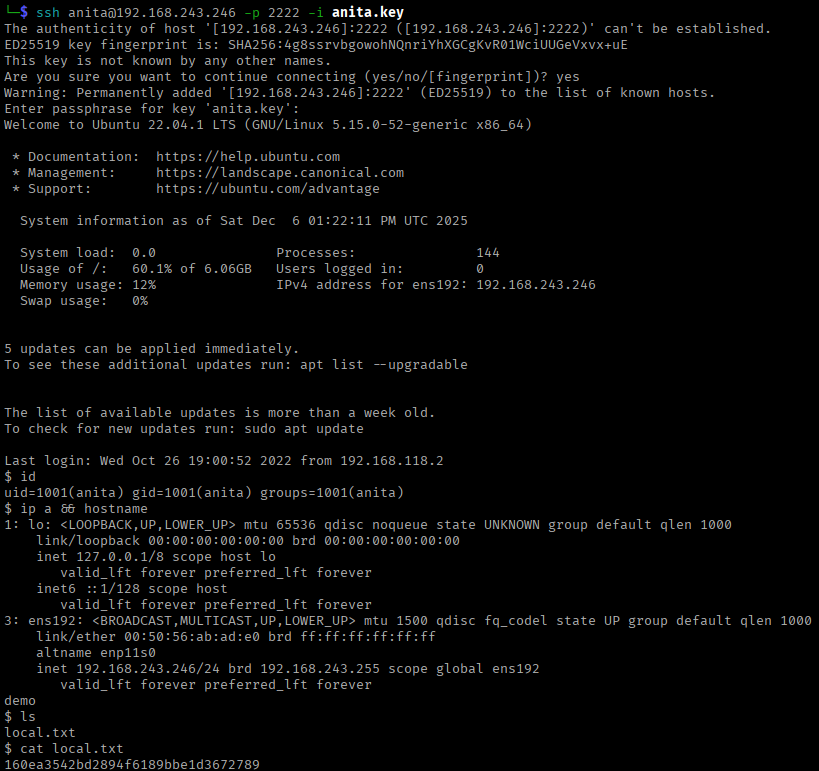 └─$ ssh anita@192.168.243.246 -p 2222 -i anita.key
The authenticity of host '[192.168.243.246]:2222 ([192.168.243.246]:2222)' can't be established.
ED25519 key fingerprint is: SHA256:4g8ssrvbgowohNQnriYhXGCgKvR01WciUUGeVxvx+uE
This key is not known by any other names.
Are you sure you want to continue connecting (yes/no/[fingerprint])? yes
Warning: Permanently added '[192.168.243.246]:2222' (ED25519) to the list of known hosts.
Enter passphrase for key 'anita.key':
Welcome to Ubuntu 22.04.1 LTS (GNU/Linux 5.15.0-52-generic x86_64)

 * Documentation:  https://help.ubuntu.com
 * Management:     https://landscape.canonical.com
 * Support:        https://ubuntu.com/advantage

  System information as of Sat Dec  6 01:22:11 PM UTC 2025

  System load:  0.0               Processes:               144
  Usage of /:   60.1% of 6.06GB   Users logged in:         0
  Memory usage: 12%               IPv4 address for ens192: 192.168.243.246
  Swap usage:   0%


5 updates can be applied immediately.
To see these additional updates run: apt list --upgradable


The list of available updates is more than a week old.
To check for new updates run: sudo apt update

Last login: Wed Oct 26 19:00:52 2022 from 192.168.118.2
$ id
uid=1001(anita) gid=1001(anita) groups=1001(anita)
$ ip a && hostname
1: lo: <LOOPBACK,UP,LOWER_UP> mtu 65536 qdisc noqueue state UNKNOWN group default qlen 1000
    link/loopback 00:00:00:00:00:00 brd 00:00:00:00:00:00
    inet 127.0.0.1/8 scope host lo
       valid_lft forever preferred_lft forever
    inet6 ::1/128 scope host
       valid_lft forever preferred_lft forever
3: ens192: <BROADCAST,MULTICAST,UP,LOWER_UP> mtu 1500 qdisc fq_codel state UP group default qlen 1000
    link/ether 00:50:56:ab:ad:e0 brd ff:ff:ff:ff:ff:ff
    altname enp11s0
    inet 192.168.243.246/24 brd 192.168.243.255 scope global ens192
       valid_lft forever preferred_lft forever
demo
$ ls
local.txt
$ cat local.txt
160ea3542bd2894f6189bbe1d3672789